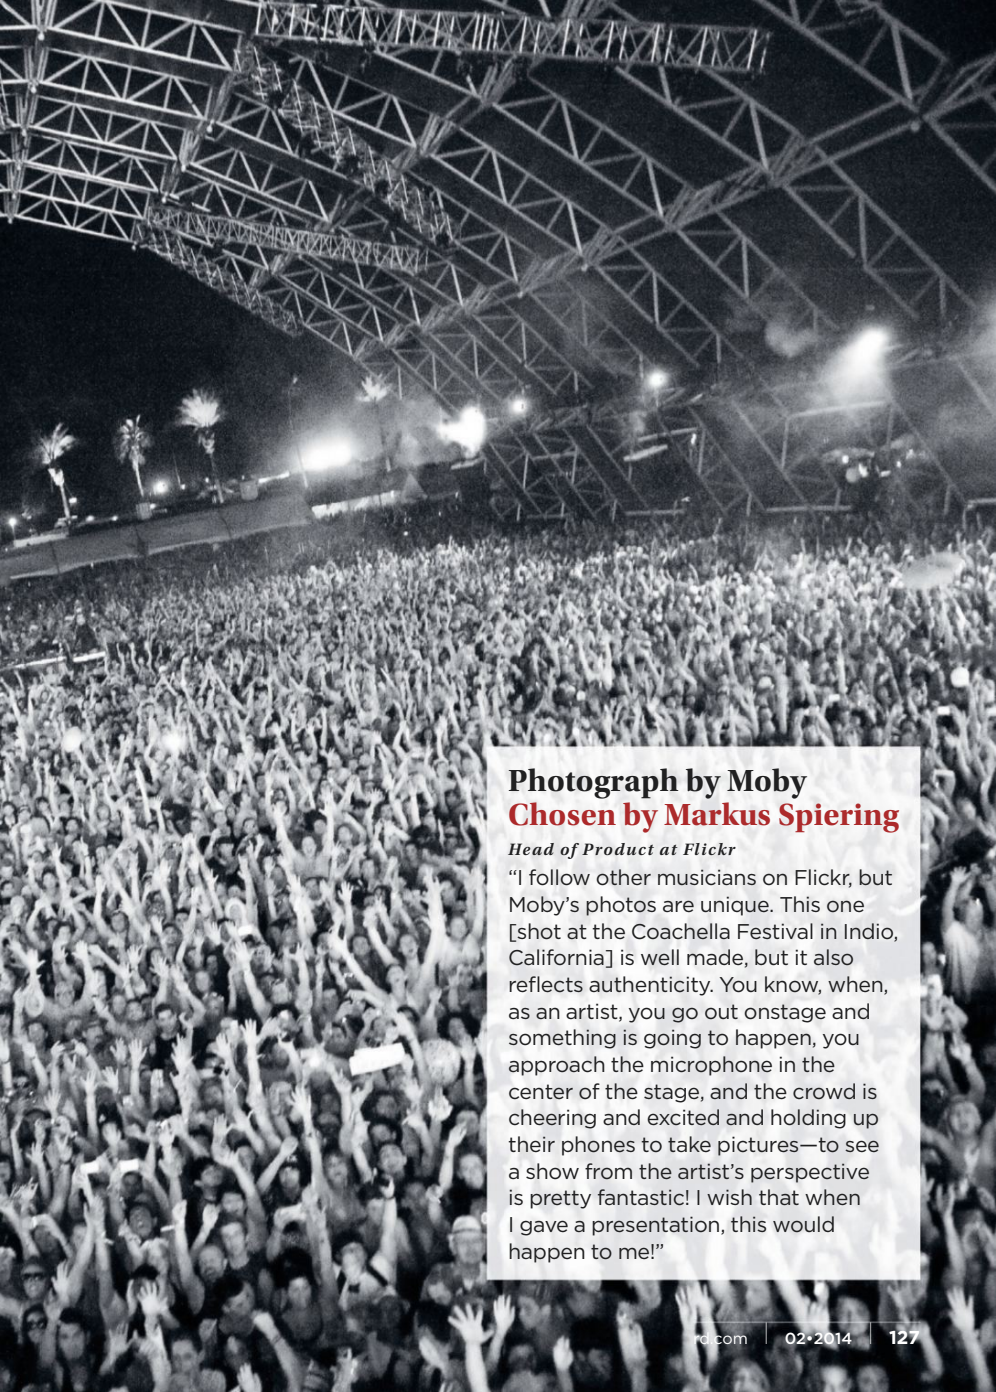 Photograph by Moby
Chosen by Markus Spiering
Head of Product at Flickr
“I follow other musicians on Flickr, but
Moby’s photos are unique. This one
[shot at the Coachella Festival in Indio,
California] is well made, but it also
reflects authenticity. You know, when,
as an artist, you go out onstage and
something is going to happen, you
approach the microphone in the
center of the stage, and the crowd is
cheering and excited and holding up
their phones to take pictures—to see
a show from the artist’s perspective
is pretty fantastic! I wish that when
I gave a presentation, this would
happen to me!”
rd.com | 02•2014 | 127